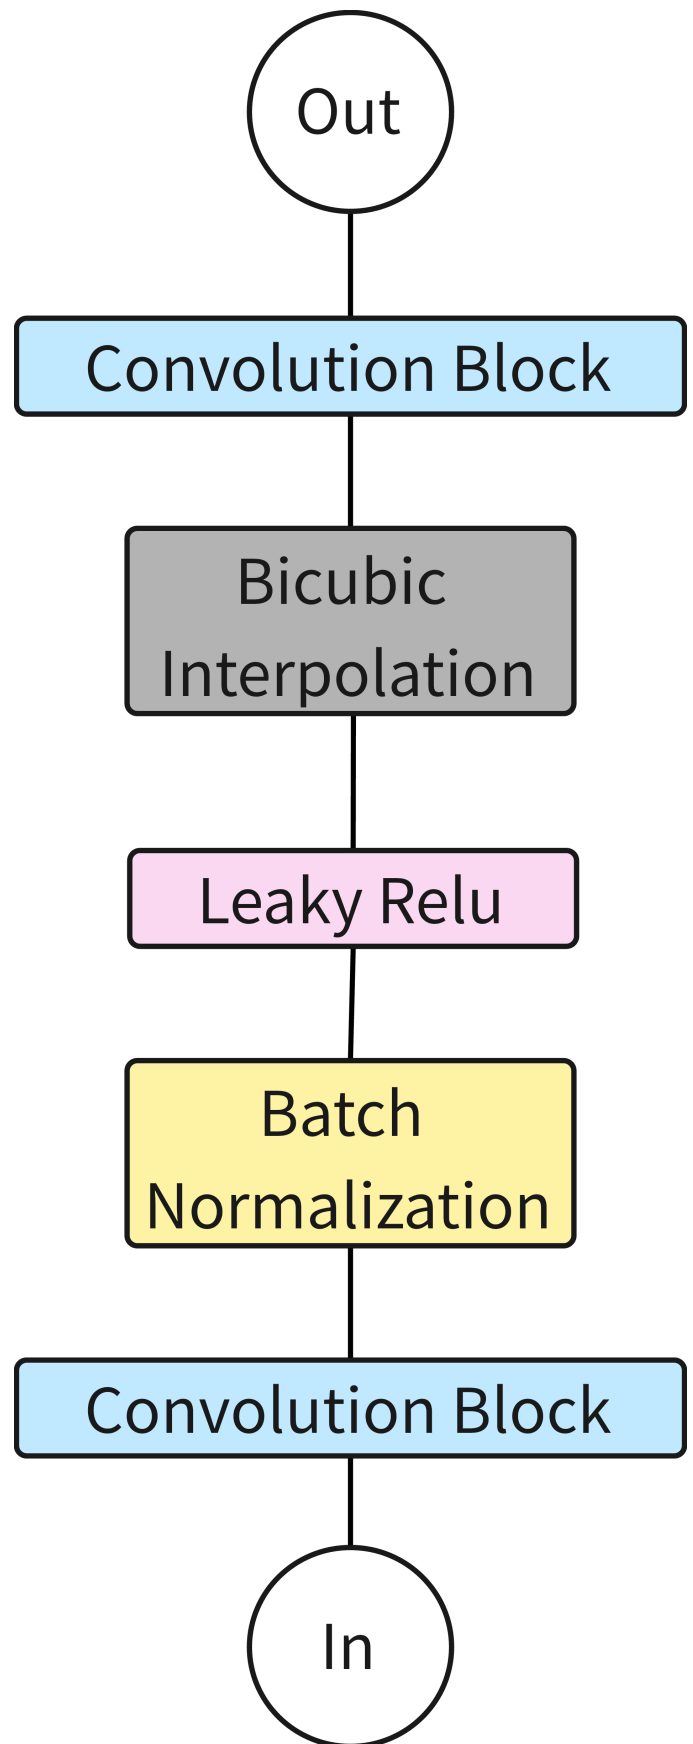 Out
Convolution Block
Bicubic
Interpolation
Leaky Relu
Batch
Normalization
Convolution Block
In